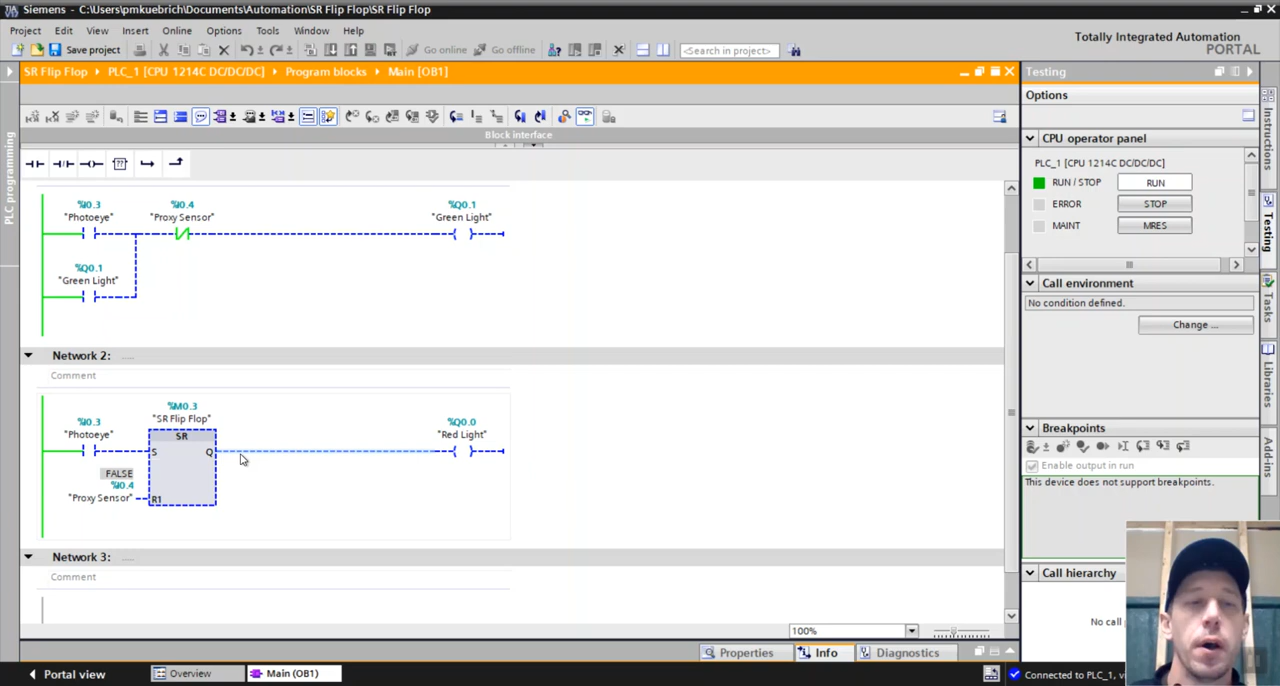 Siemens - C:\Users\pmkuebrich\Documents\Automation\SR Flip Flop\SR Flip Flop
Project Edit View Insert Online Options Tools Window Help
Totally Integrated Automation
PORTAL
Save project Go online Go offline <Search in project>
SR Flip Flop ▸ PLC_1 [CPU 1214C DC/DC/DC] ▸ Program blocks ▸ Main [OB1]
Testing
Options
Block interface
CPU operator panel
PLC_1 [CPU 1214C DC/DC/DC]
RUN / STOP RUN
ERROR STOP
MAINT MRES
Call environment
No condition defined.
Change ...
Breakpoints
Enable output in run
This device does not support breakpoints.
Call hierarchy
PLC programming
Instructions
Testing
Tasks
Libraries
Add-ins
%I0.3 %I0.4 %Q0.1
"Photoeye" "Proxy Sensor" "Green Light"
%Q0.1
"Green Light"
Network 2:
Comment
%M0.3
"SR Flip Flop"
%I0.3 %Q0.0
"Photoeye" SR "Red Light"
S Q
FALSE
%I0.4
"Proxy Sensor" R1
Network 3:
Comment
100%
Properties Info Diagnostics
Portal view Overview Main (OB1)
Connected to PLC_1, v